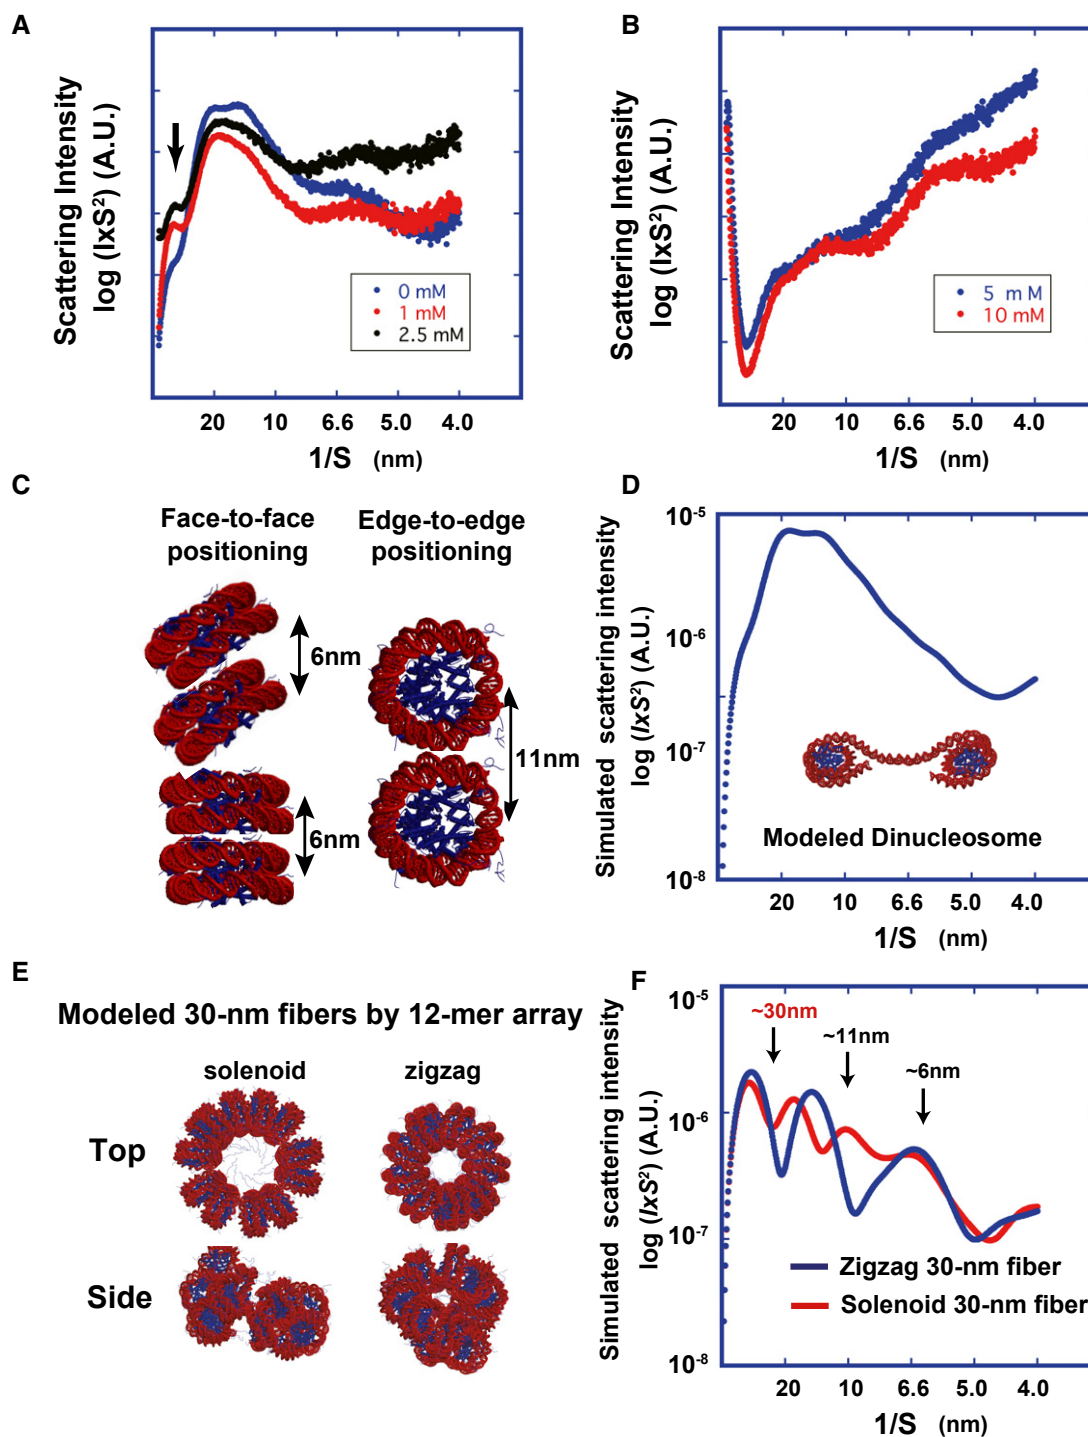 A
Scattering Intensity
log (IxS²) (A.U.)
0 mM
1 mM
2.5 mM
20 10 6.6 5.0 4.0
1/S (nm)
B
Scattering Intensity
log (IxS²) (A.U.)
5 m M
10 mM
20 10 6.6 5.0 4.0
1/S (nm)
C
Face-to-face
positioning
Edge-to-edge
positioning
6nm
11nm
6nm
D
Simulated scattering intensity
log (IxS²) (A.U.)
10-5
10-6
10-7
10-8
Modeled Dinucleosome
20 10 6.6 5.0 4.0
1/S (nm)
E
Modeled 30-nm fibers by 12-mer array
solenoid zigzag
Top
Side
F
Simulated scattering intensity
log (IxS²) (A.U.)
10-5
10-6
10-7
10-8
~30nm
~11nm
~6nm
Zigzag 30-nm fiber
Solenoid 30-nm fiber
20 10 6.6 5.0 4.0
1/S (nm)